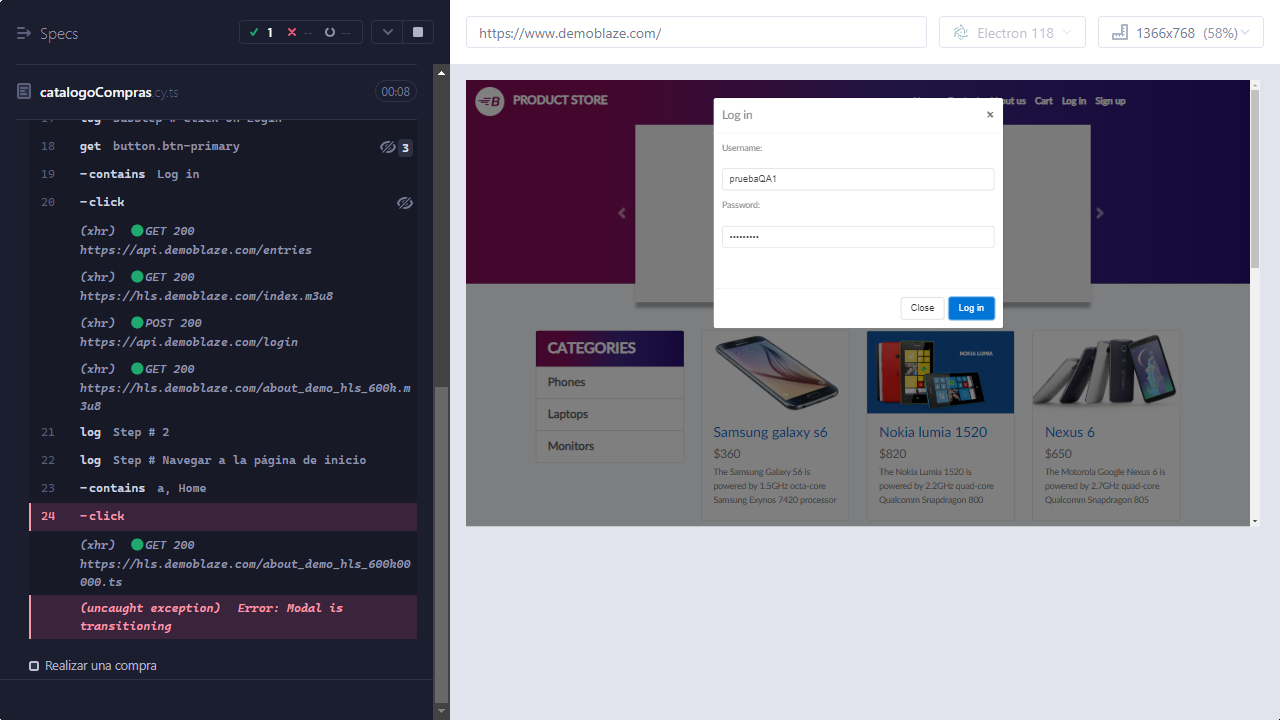 Specs
1
--
--
https://www.demoblaze.com/
Electron 118
1366x768 (58%)
catalogoCompras.cy.ts
00:08
17 log SubStep # Click on Login
18 get button.btn-primary 3
19 -contains Log in
20 -click
(xhr) GET 200
https://api.demoblaze.com/entries
(xhr) GET 200
https://hls.demoblaze.com/index.m3u8
(xhr) POST 200
https://api.demoblaze.com/login
(xhr) GET 200
https://hls.demoblaze.com/about_demo_hls_600k.m
3u8
21 log Step # 2
22 log Step # Navegar a la página de inicio
23 -contains a, Home
24 -click
(xhr) GET 200
https://hls.demoblaze.com/about_demo_hls_600k00
000.ts
(uncaught exception) Error: Modal is
transitioning
Realizar una compra
PRODUCT STORE
out us Cart Log in Sign up
Log in
×
Username:
pruebaQA1
Password:
•••••••••
Close
Log in
CATEGORIES
Phones
Laptops
Monitors
Samsung galaxy s6
$360
The Samsung Galaxy S6 is
powered by 1.5GHz octa-core
Samsung Exynos 7420 processor
NOKIA LUMIA
Nokia lumia 1520
$820
The Nokia Lumia 1520 is
powered by 2.2GHz quad-core
Qualcomm Snapdragon 800
Nexus 6
$650
The Motorola Google Nexus 6 is
powered by 2.7GHz quad-core
Qualcomm Snapdragon 805